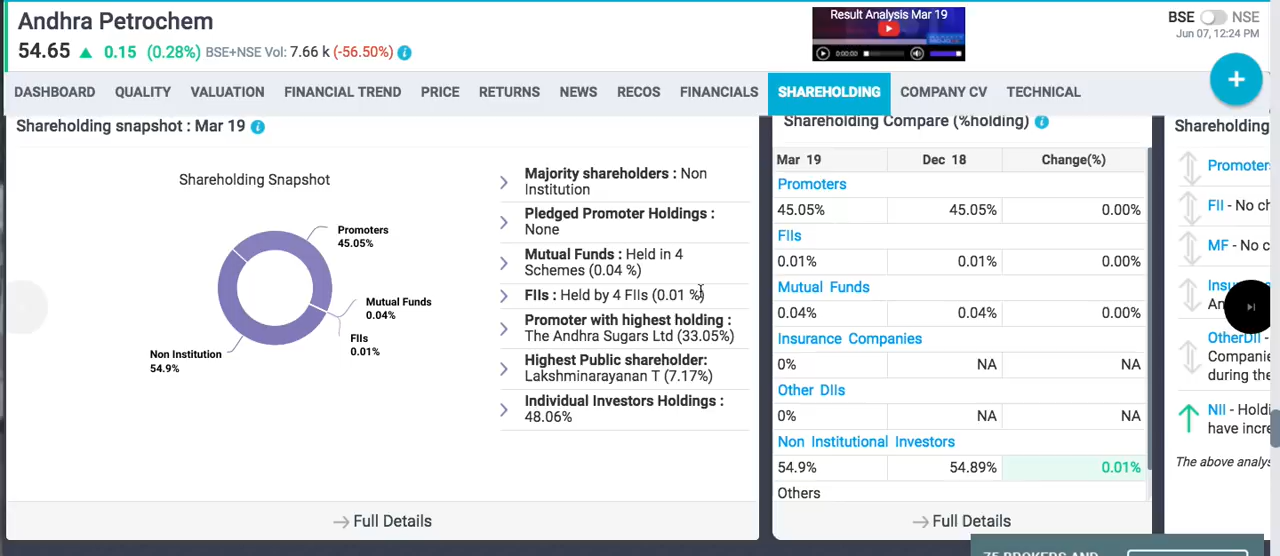 Andhra Petrochem
54.65 ▲ 0.15 (0.28%) BSE+NSE Vol: 7.66 k (-56.50%)
Result Analysis Mar 19
0:00:00
BSE NSE
Jun 07, 12:24 PM
+
DASHBOARD QUALITY VALUATION FINANCIAL TREND PRICE RETURNS NEWS RECOS FINANCIALS SHAREHOLDING COMPANY CV TECHNICAL
Shareholding snapshot : Mar 19
Shareholding Snapshot
Promoters
45.05%
Mutual Funds
0.04%
FIIs
0.01%
Non Institution
54.9%
Majority shareholders : Non
Institution
Pledged Promoter Holdings :
None
Mutual Funds : Held in 4
Schemes (0.04 %)
FIIs : Held by 4 FIIs (0.01 %)
Promoter with highest holding :
The Andhra Sugars Ltd (33.05%)
Highest Public shareholder:
Lakshminarayanan T (7.17%)
Individual Investors Holdings :
48.06%
Full Details
Shareholding Compare (%holding)
Mar 19 Dec 18 Change(%)
Promoters
45.05% 45.05% 0.00%
FIIs
0.01% 0.01% 0.00%
Mutual Funds
0.04% 0.04% 0.00%
Insurance Companies
0% NA NA
Other DIIs
0% NA NA
Non Institutional Investors
54.9% 54.89% 0.01%
Others
Full Details
Shareholding
Promoter
FII - No ch
MF - No c
Insu
An
OtherDII -
Companie
during the
NII - Holdi
have incre
The above analys
75 BROKERS AND